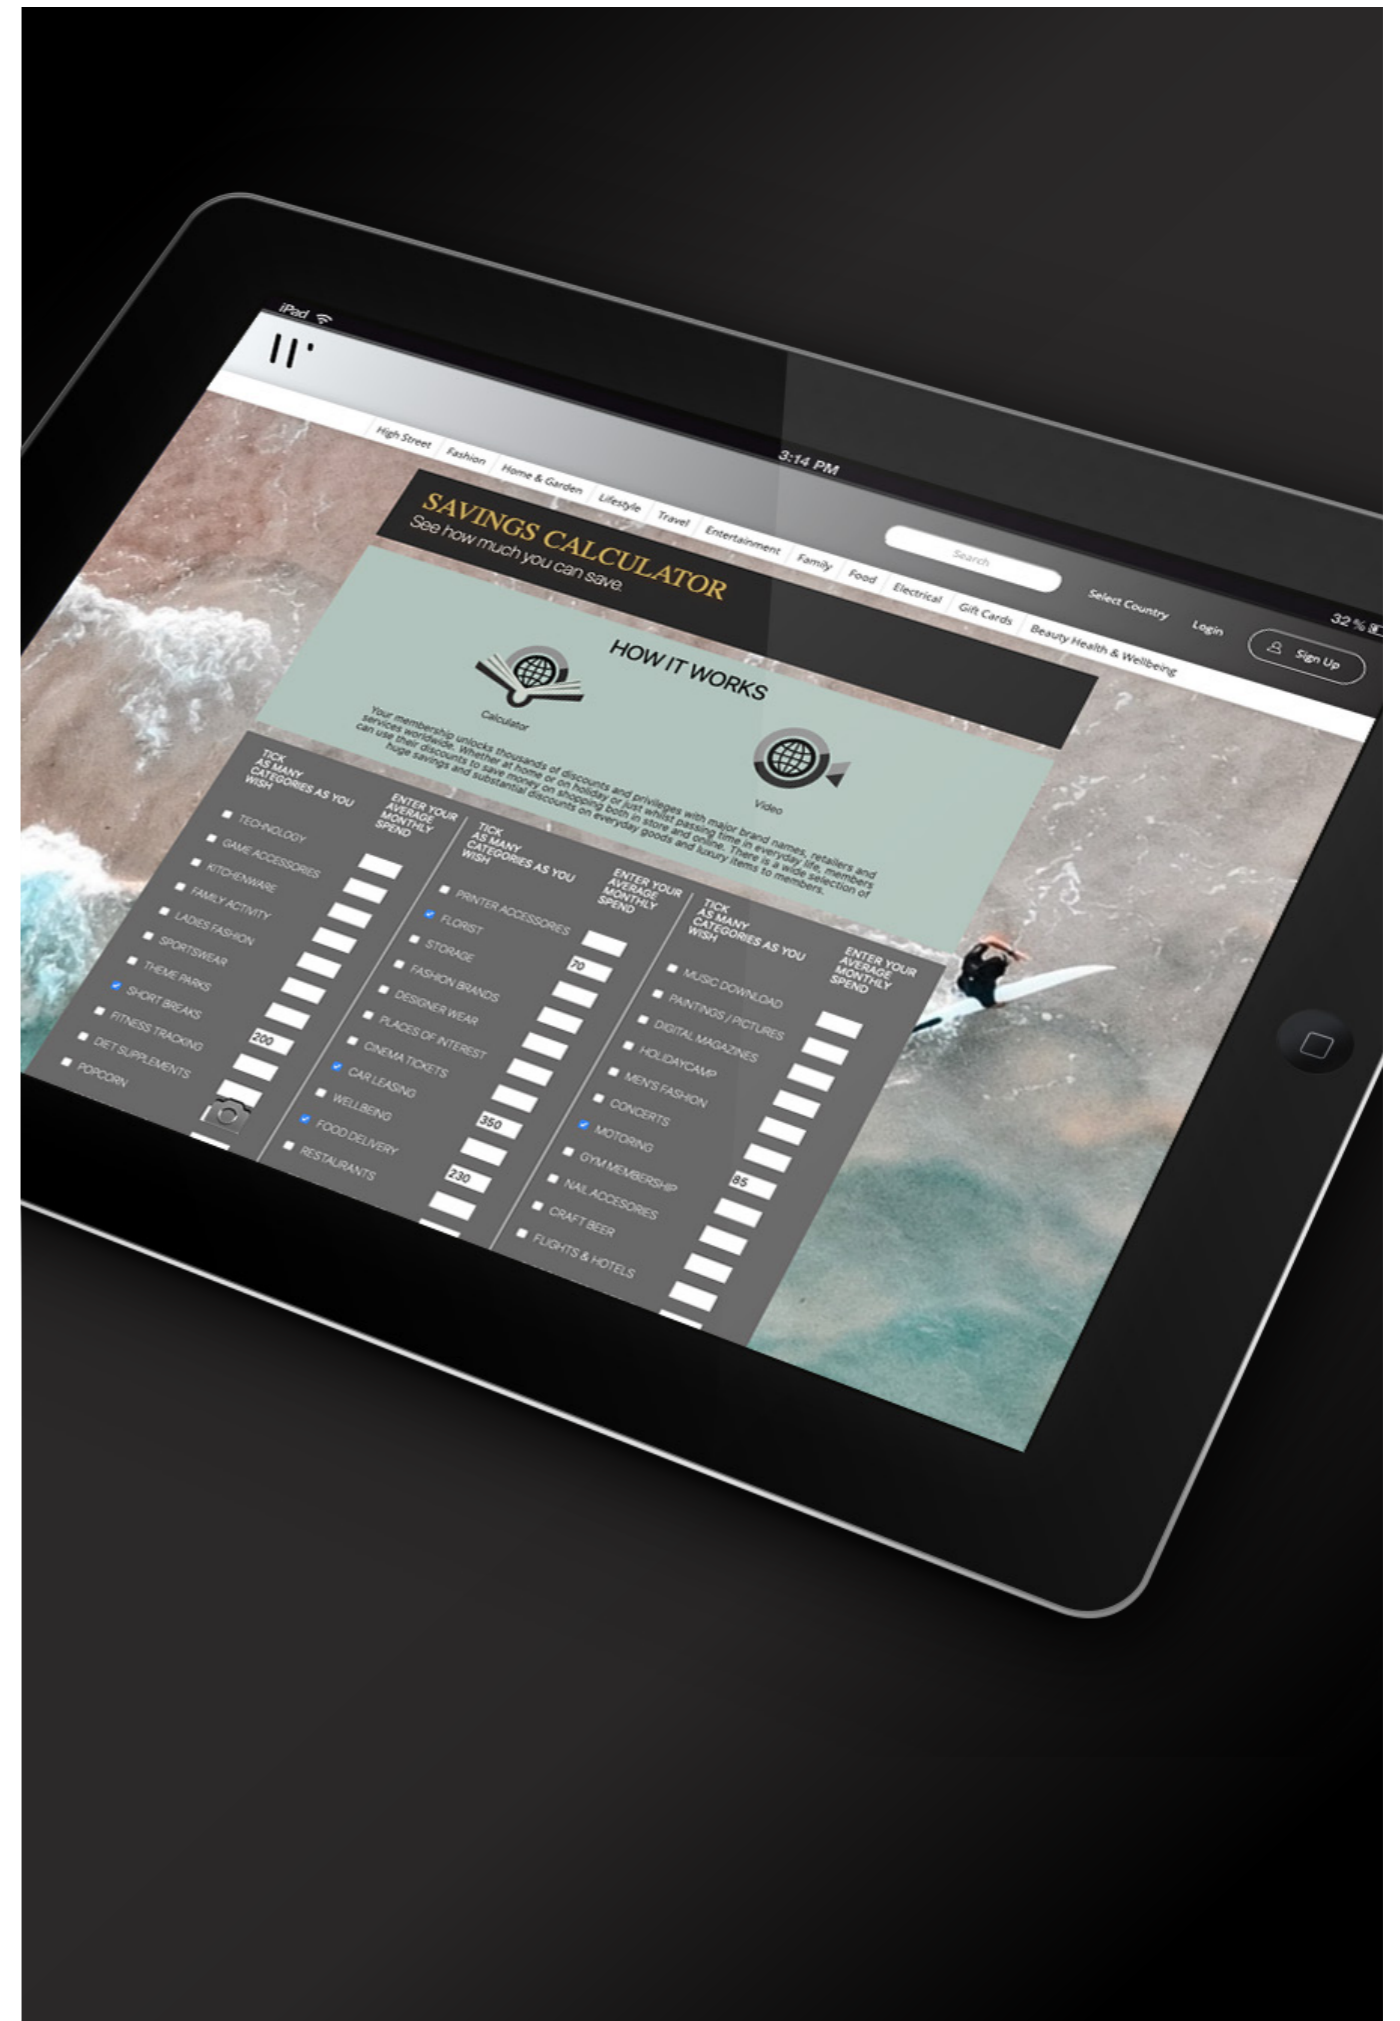 iPad
3:14 PM
32 %
Search
Select Country
Login
Sign Up
High Street
Fashion
Home & Garden
Lifestyle
Travel
Entertainment
Family
Food
Electrical
Gift Cards
Beauty Health & Wellbeing
SAVINGS CALCULATOR
See how much you can save.
HOW IT WORKS
Calculator
Video
Your membership unlocks thousands of discounts and privileges with major brand names, retailers and
services worldwide. Whether at home or on holiday or just whilst passing time in everyday life, members
can use their discounts to save money on shopping both in store and online. There is a wide selection of
huge savings and substantial discounts on everyday goods and luxury items to members.
TICK
AS MANY
CATEGORIES AS YOU
WISH
ENTER YOUR
AVERAGE
MONTHLY
SPEND
TECHNOLOGY
GAME ACCESSORIES
KITCHENWARE
FAMILY ACTIVITY
LADIES FASHION
SPORTSWEAR
THEME PARKS
SHORT BREAKS 200
FITNESS TRACKING
DIET SUPPLEMENTS
POPCORN
TICK
AS MANY
CATEGORIES AS YOU
WISH
ENTER YOUR
AVERAGE
MONTHLY
SPEND
PRINTER ACCESSORIES
FLORIST 70
STORAGE
FASHION BRANDS
DESIGNER WEAR
PLACES OF INTEREST
CINEMA TICKETS
CAR LEASING 350
WELLBEING
FOOD DELIVERY 230
RESTAURANTS
TICK
AS MANY
CATEGORIES AS YOU
WISH
ENTER YOUR
AVERAGE
MONTHLY
SPEND
MUSIC DOWNLOAD
PAINTINGS / PICTURES
DIGITAL MAGAZINES
HOLIDAYCAMP
MEN'S FASHION
CONCERTS
MOTORING 85
GYM MEMBERSHIP
NAIL ACCESORIES
CRAFT BEER
FLIGHTS & HOTELS